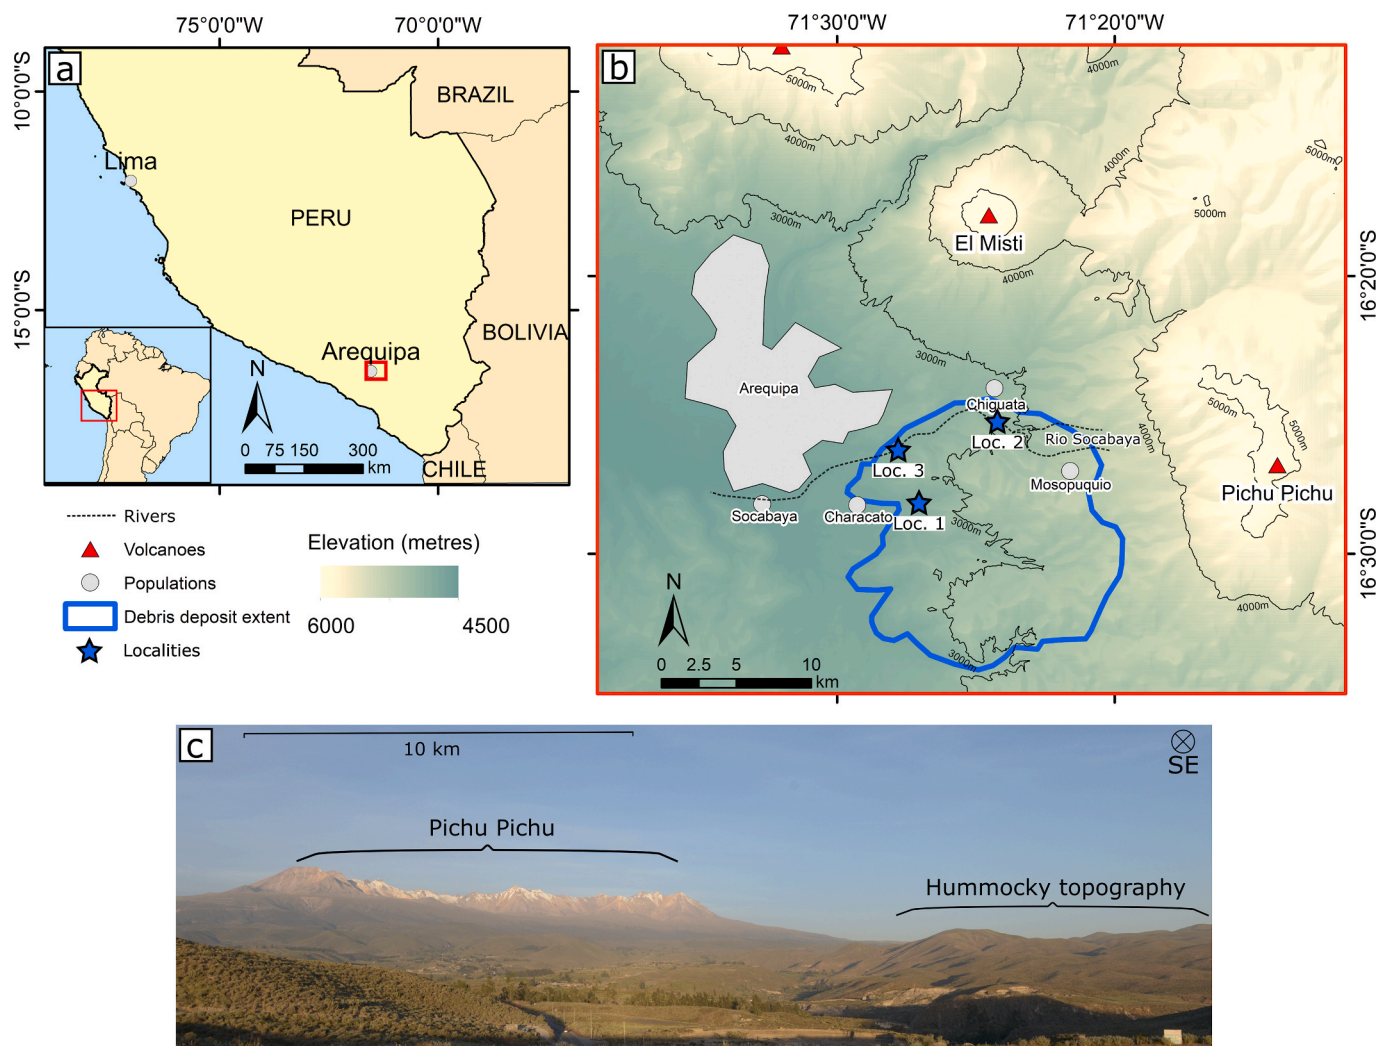 75°0'0"W
70°0'0"W
10°0'0"S
15°0'0"S
a
BRAZIL
Lima
PERU
BOLIVIA
Arequipa
N
0 75 150 300
km
CHILE
Rivers
Volcanoes
Populations
Debris deposit extent
Localities
Elevation (metres)
6000 4500
71°30'0"W
71°20'0"W
16°20'0"S
16°30'0"S
b
5000m
4000m
4000m
4000m
5000m
5000m
3000m
El Misti
4000m
3000m
Arequipa
Chiguata
Loc. 2
Rio Socabaya
4000m
5000m
5000m
Loc. 3
Mosopuquio
Pichu Pichu
Socabaya
Characato
Loc. 1
3000m
4000m
3000m
N
0 2.5 5 10
km
c
10 km
SE
Pichu Pichu
Hummocky topography